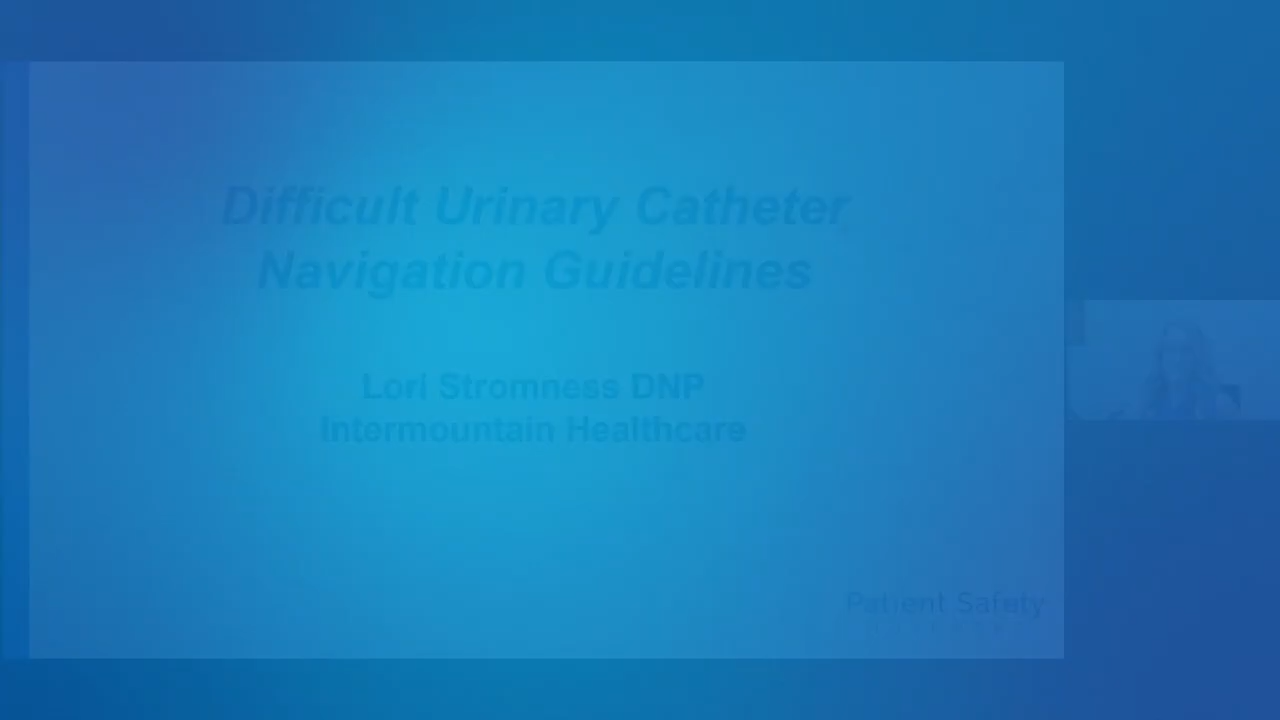 Difficult Urinary Catheter
Navigation Guidelines
Lori Stromness DNP
Intermountain Healthcare
Patient Safety